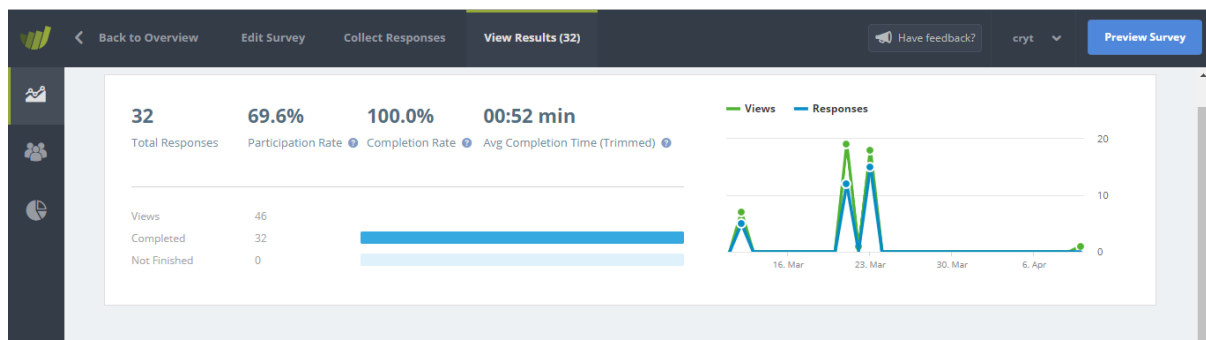 Back to Overview Edit Survey Collect Responses View Results (32) Have feedback? cryt Preview Survey
32 69.6% 100.0% 00:52 min
Total Responses Participation Rate ? Completion Rate ? Avg Completion Time (Trimmed) ?
Views 46
Completed 32
Not Finished 0
Views Responses
20
10
0
16. Mar 23. Mar 30. Mar 6. Apr